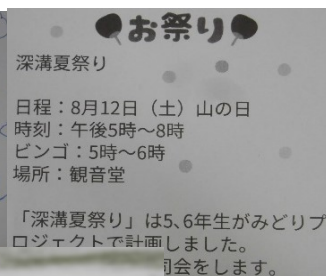 お祭り
深溝夏祭り
日程：8月12日（土）山の日
時刻：午後5時～8時
ビンゴ：5時～6時
場所：観音堂
「深溝夏祭り」は5、6年生がみどりプ
ロジェクトで計画しました。
司会をします。